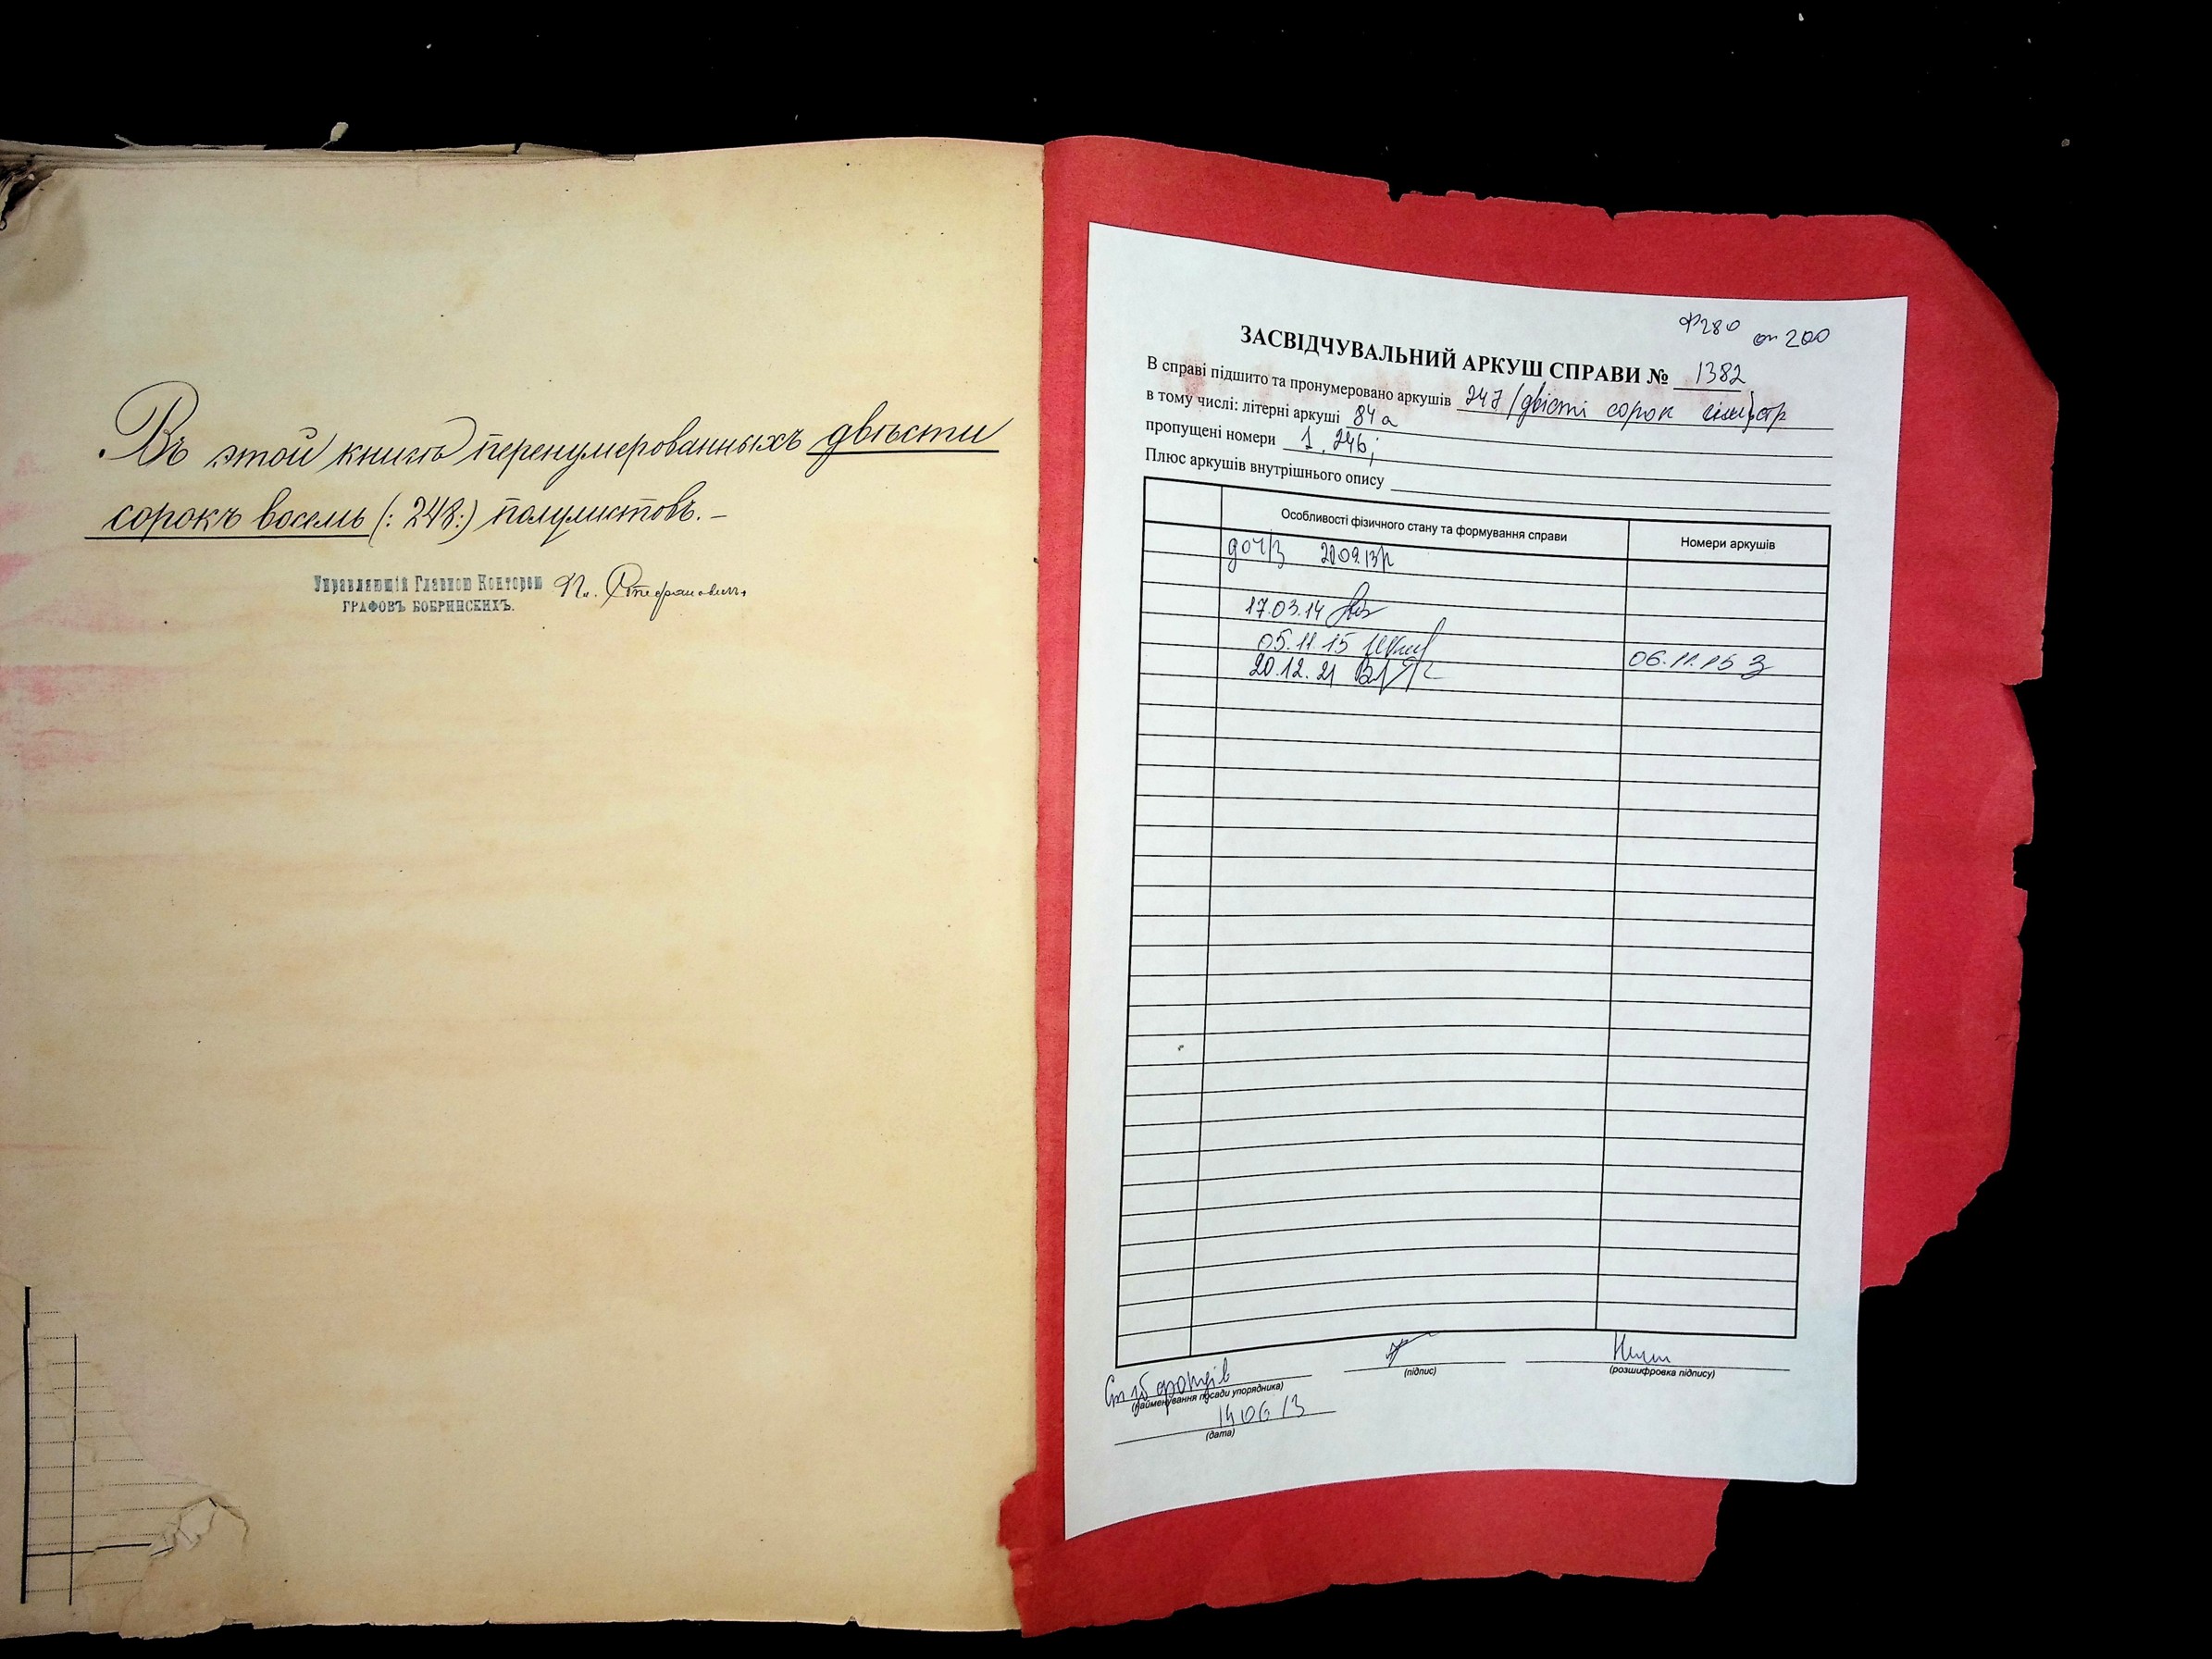 Въ этой книгѣ перенумерованныхъ двѣсти
сорокъ восемь (: 248 :) полулистовъ. –
Управляющій Главною Конторою
ГРАФОВЪ БОБРИНСКИХЪ.
Ф280 оп 200
ЗАСВІДЧУВАЛЬНИЙ АРКУШ СПРАВИ № 1382
В справі підшито та пронумеровано аркушів 247 /двісті сорок сім/
в тому числі: літерні аркуші 84а
пропущені номери 1, 246;
Плюс аркушів внутрішнього опису
Особливості фізичного стану та формування справи
Номери аркушів
17.03.14
05.11.15
06.11.15
20.12.21
фондів
(найменування посади упорядника)
(підпис)
(розшифровка підпису)
14 06 13
(дата)